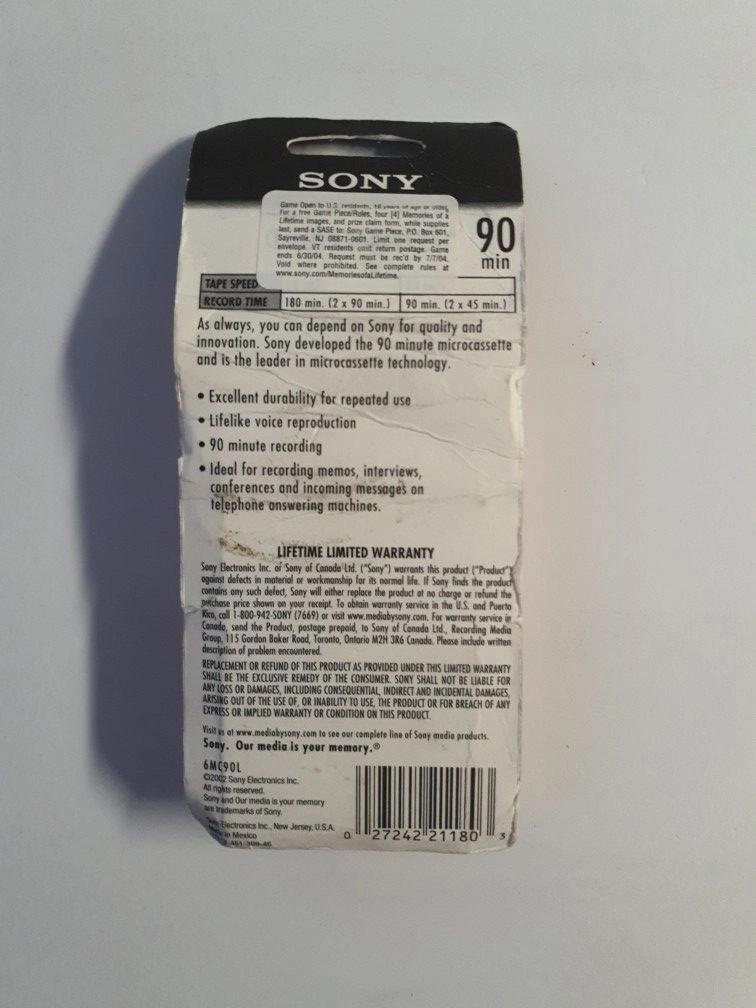 SONY
Game Open to U.S. residents, 18 years of age or older.
For a free Game Piece/Rules, four [4] Memories of a
Lifetime images, and prize claim form, while supplies
last, send a SASE to: Sony Game Piece, P.O. Box 601,
Sayreville, NJ 08871-0601. Limit one request per
envelope. VT residents omit return postage. Game
ends 6/30/04. Request must be rec'd by 7/7/04.
Void where prohibited. See complete rules at
www.sony.com/MemoriesofaLifetime.
90
min
TAPE SPEED
RECORD TIME 180 min. (2 x 90 min.) 90 min. (2 x 45 min.)
As always, you can depend on Sony for quality and
innovation. Sony developed the 90 minute microcassette
and is the leader in microcassette technology.
• Excellent durability for repeated use
• Lifelike voice reproduction
• 90 minute recording
• Ideal for recording memos, interviews,
conferences and incoming messages on
telephone answering machines.
LIFETIME LIMITED WARRANTY
Sony Electronics Inc. or Sony of Canada Ltd. ("Sony") warrants this product ("Product")
against defects in material or workmanship for its normal life. If Sony finds the product
contains any such defect, Sony will either replace the product at no charge or refund the
purchase price shown on your receipt. To obtain warranty service in the U.S. and Puerto
Rico, call 1-800-942-SONY (7669) or visit www.mediabysony.com. For warranty service in
Canada, send the Product, postage prepaid, to Sony of Canada Ltd., Recording Media
Group, 115 Gordon Baker Road, Toronto, Ontario M2H 3R6 Canada. Please include written
description of problem encountered.
REPLACEMENT OR REFUND OF THIS PRODUCT AS PROVIDED UNDER THIS LIMITED WARRANTY
SHALL BE THE EXCLUSIVE REMEDY OF THE CONSUMER. SONY SHALL NOT BE LIABLE FOR
ANY LOSS OR DAMAGES, INCLUDING CONSEQUENTIAL, INDIRECT AND INCIDENTAL DAMAGES,
ARISING OUT OF THE USE OF, OR INABILITY TO USE, THE PRODUCT OR FOR BREACH OF ANY
EXPRESS OR IMPLIED WARRANTY OR CONDITION ON THIS PRODUCT.
Visit us at www.mediabysony.com to see our complete line of Sony media products.
Sony. Our media is your memory.®
6MC90L
©2002 Sony Electronics Inc.
All rights reserved.
Sony and Our media is your memory
are trademarks of Sony.
Electronics Inc., New Jersey, U.S.A.
in Mexico
0 27242 21180 3